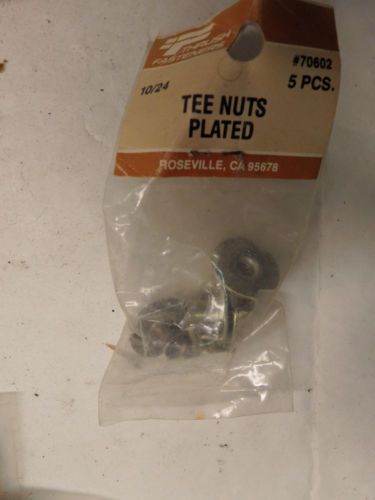 THRUSH
FASTENERS
#70602
10/24
5 PCS.
TEE NUTS
PLATED
ROSEVILLE, CA 95678